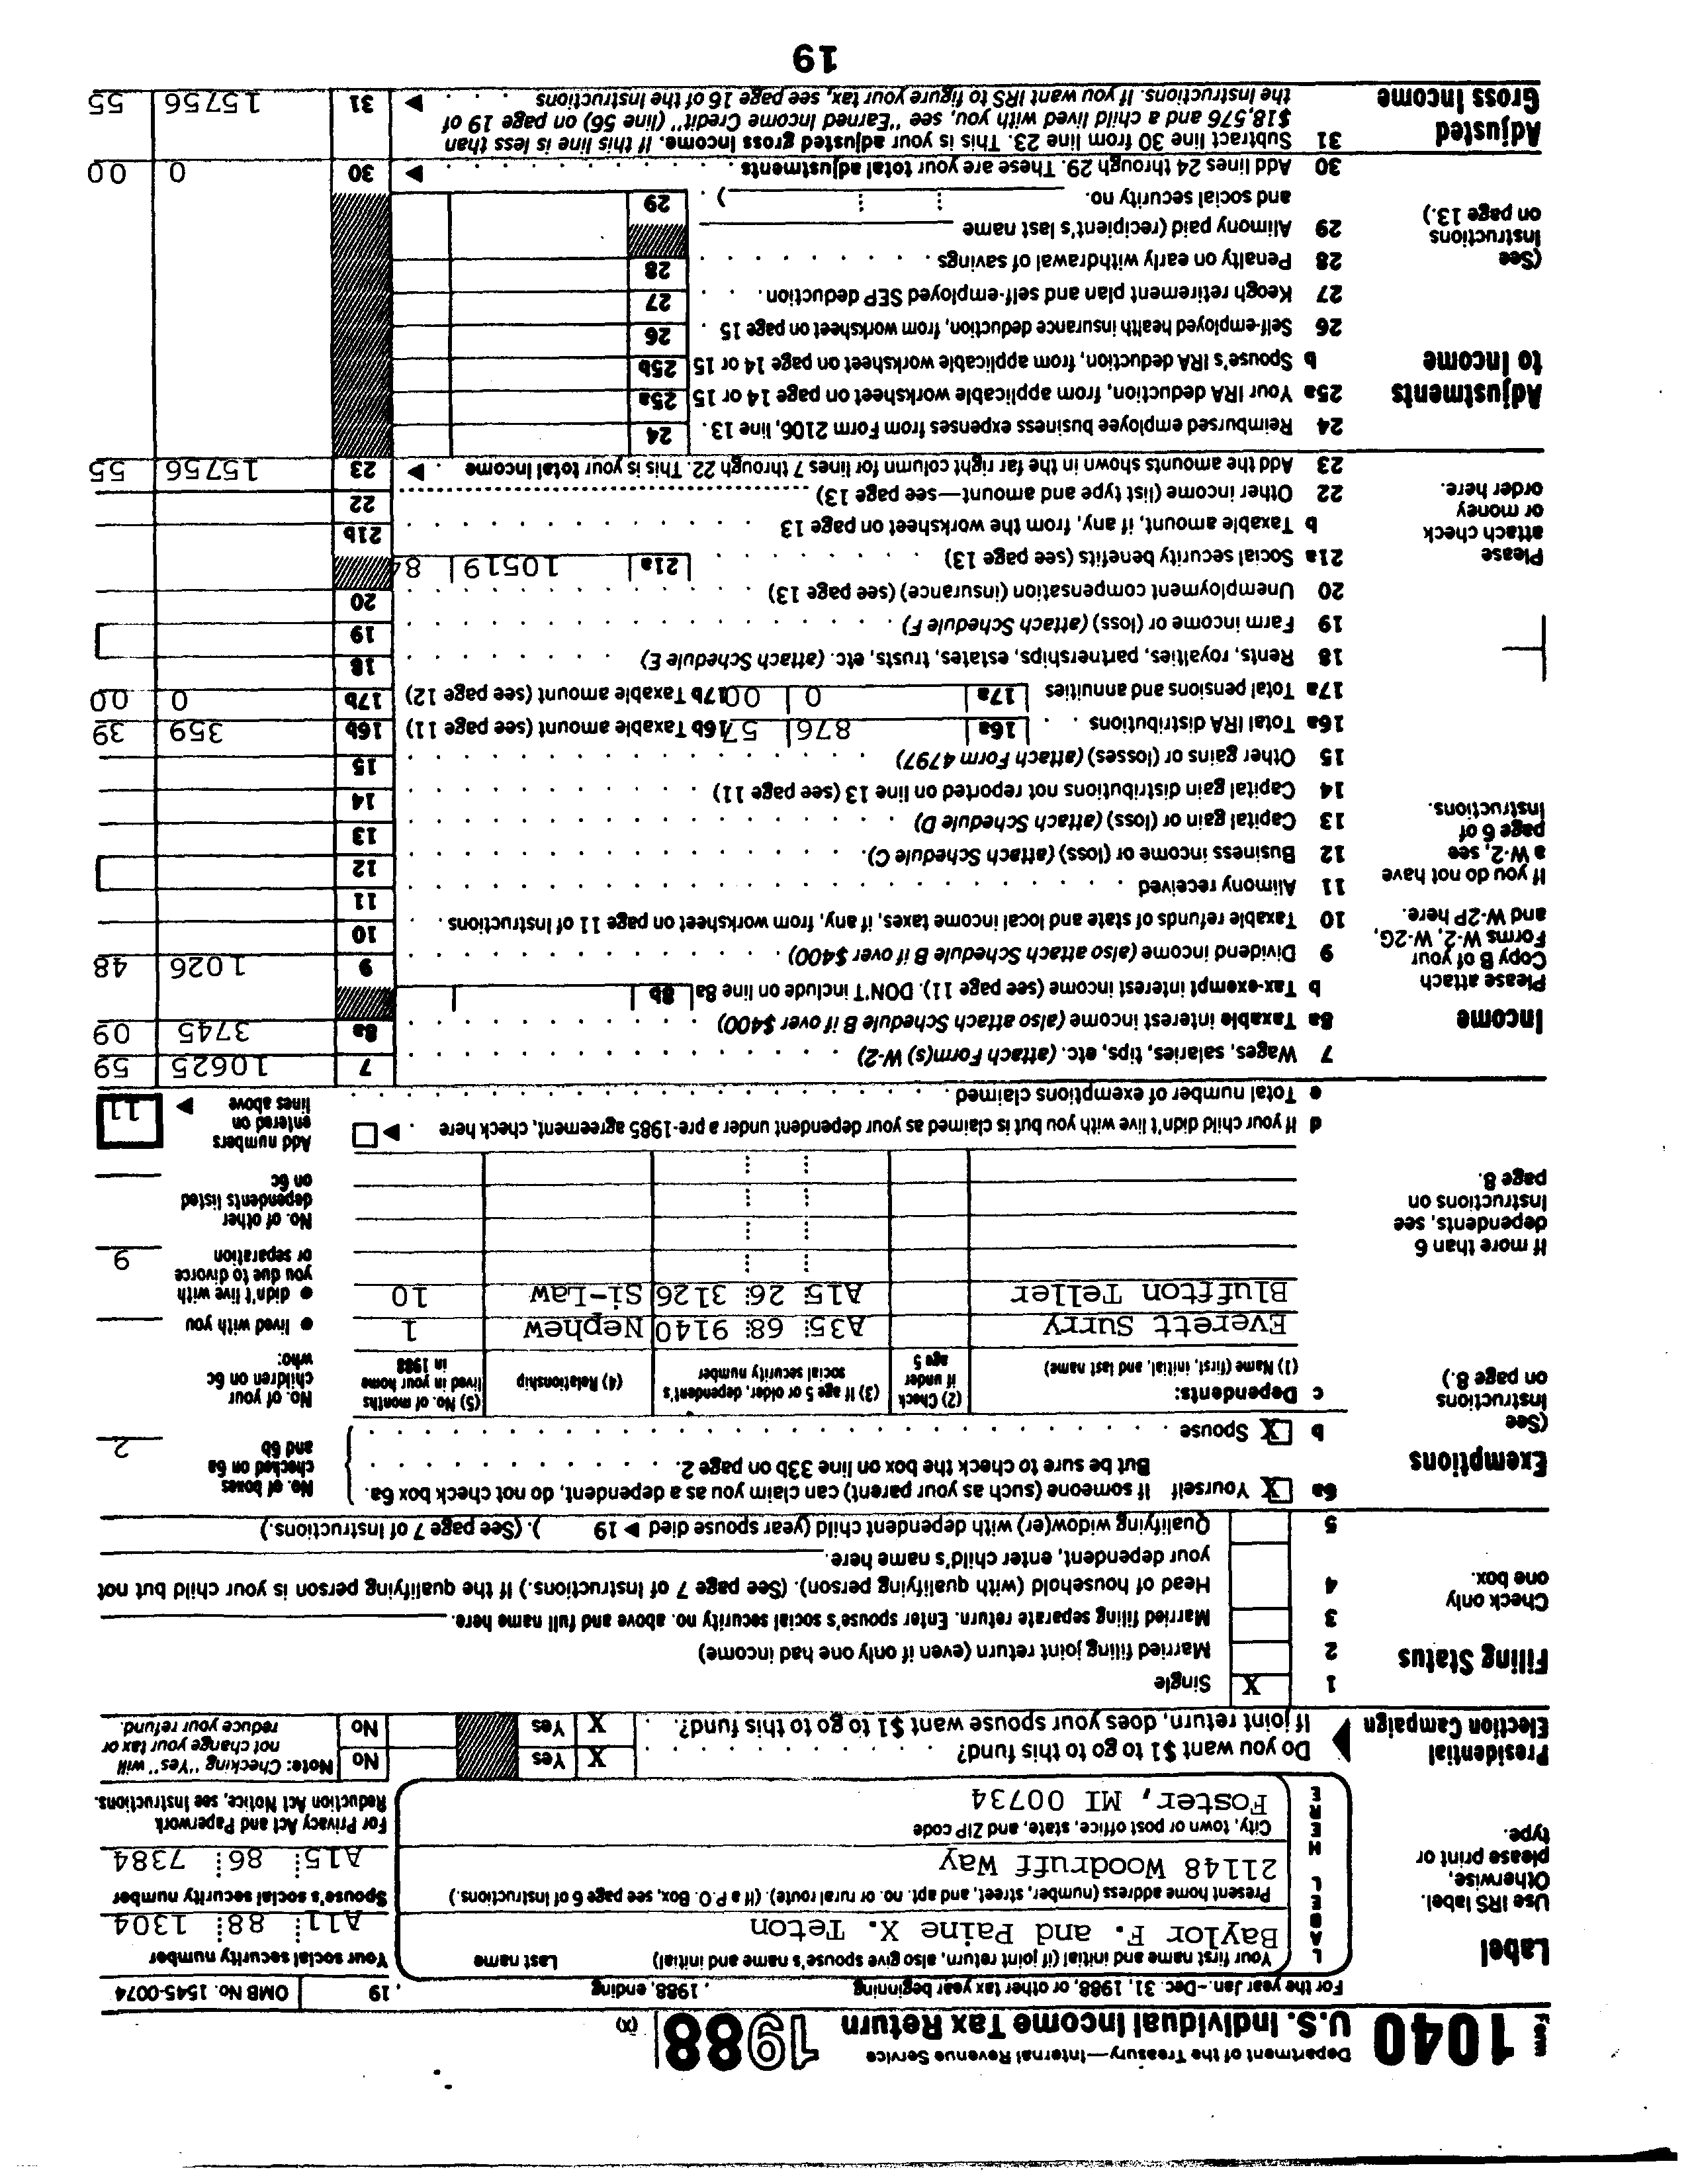 Form 1040 Department of the Treasury—Internal Revenue Service
U.S. Individual Income Tax Return 1988 (X)
For the year Jan.–Dec. 31, 1988, or other tax year beginning , 1988, ending , 19 OMB No. 1545-0074
Label
Use IRS label. Otherwise, please print or type.
LABEL HERE
Your first name and initial (if joint return, also give spouse's name and initial) Last name
Baylor F. and Paine X. Teton
Your social security number
A11 88 1304
Present home address (number, street, and apt. no. or rural route). (If a P.O. Box, see page 6 of Instructions.)
21148 Woodruff Way
Spouse's social security number
A15 86 7384
City, town or post office, state, and ZIP code
Foster, MI 00734
For Privacy Act and Paperwork Reduction Act Notice, see Instructions.
Presidential Election Campaign
Do you want $1 to go to this fund? X Yes No
If joint return, does your spouse want $1 to go to this fund? X Yes No
Note: Checking "Yes" will not change your tax or reduce your refund.
Filing Status
Check only one box.
1 X Single
2 Married filing joint return (even if only one had income)
3 Married filing separate return. Enter spouse's social security no. above and full name here.
4 Head of household (with qualifying person). (See page 7 of Instructions.) If the qualifying person is your child but not
your dependent, enter child's name here.
5 Qualifying widow(er) with dependent child (year spouse died ▶ 19 ). (See page 7 of Instructions.)
Exemptions
(See Instructions on page 8.)
6a X Yourself If someone (such as your parent) can claim you as a dependent, do not check box 6a.
But be sure to check the box on line 33b on page 2.
b X Spouse
No. of boxes checked on 6a and 6b 2
c Dependents:
(1) Name (first, initial, and last name) (2) Check if under age 5 (3) If age 5 or older, dependent's social security number (4) Relationship (5) No. of months lived in your home in 1988
Everett Surry A35 68 9140 Nephew 1
Bluffton Teller A15 26 3126 Si-Law 10
No. of your children on 6c who:
● lived with you
● didn't live with you due to divorce or separation 9
No. of other dependents listed on 6c
If more than 6 dependents, see Instructions on page 8.
d If your child didn't live with you but is claimed as your dependent under a pre-1985 agreement, check here ▶
e Total number of exemptions claimed
Add numbers entered on lines above ▶ 11
Income
Please attach Copy B of your Forms W-2, W-2G, and W-2P here.
If you do not have a W-2, see page 6 of Instructions.
Please attach check or money order here.
7 Wages, salaries, tips, etc. (attach Form(s) W-2) 7 10625 59
8a Taxable interest income (also attach Schedule B if over $400) 8a 3745 09
b Tax-exempt interest income (see page 11). DON'T include on line 8a 8b
9 Dividend income (also attach Schedule B if over $400) 9 1026 48
10 Taxable refunds of state and local income taxes, if any, from worksheet on page 11 of Instructions 10
11 Alimony received 11
12 Business income or (loss) (attach Schedule C) 12
13 Capital gain or (loss) (attach Schedule D) 13
14 Capital gain distributions not reported on line 13 (see page 11) 14
15 Other gains or (losses) (attach Form 4797) 15
16a Total IRA distributions 16a 876 57 16b Taxable amount (see page 11) 16b 359 39
17a Total pensions and annuities 17a 0 00 17b Taxable amount (see page 12) 17b 0 00
18 Rents, royalties, partnerships, estates, trusts, etc. (attach Schedule E) 18
19 Farm income or (loss) (attach Schedule F) 19
20 Unemployment compensation (insurance) (see page 13) 20
21a Social security benefits (see page 13) 21a 10519 84
b Taxable amount, if any, from the worksheet on page 13 21b
22 Other income (list type and amount—see page 13) 22
23 Add the amounts shown in the far right column for lines 7 through 22. This is your total income ▶ 23 15756 55
Adjustments to Income
(See Instructions on page 13.)
24 Reimbursed employee business expenses from Form 2106, line 13. 24
25a Your IRA deduction, from applicable worksheet on page 14 or 15 25a
b Spouse's IRA deduction, from applicable worksheet on page 14 or 15 25b
26 Self-employed health insurance deduction, from worksheet on page 15 26
27 Keogh retirement plan and self-employed SEP deduction 27
28 Penalty on early withdrawal of savings 28
29 Alimony paid (recipient's last name
and social security no. ) 29
30 Add lines 24 through 29. These are your total adjustments ▶ 30 0 00
Adjusted Gross Income
31 Subtract line 30 from line 23. This is your adjusted gross income. If this line is less than
$18,576 and a child lived with you, see "Earned Income Credit" (line 56) on page 19 of
the Instructions. If you want IRS to figure your tax, see page 16 of the Instructions ▶ 31 15756 55
19